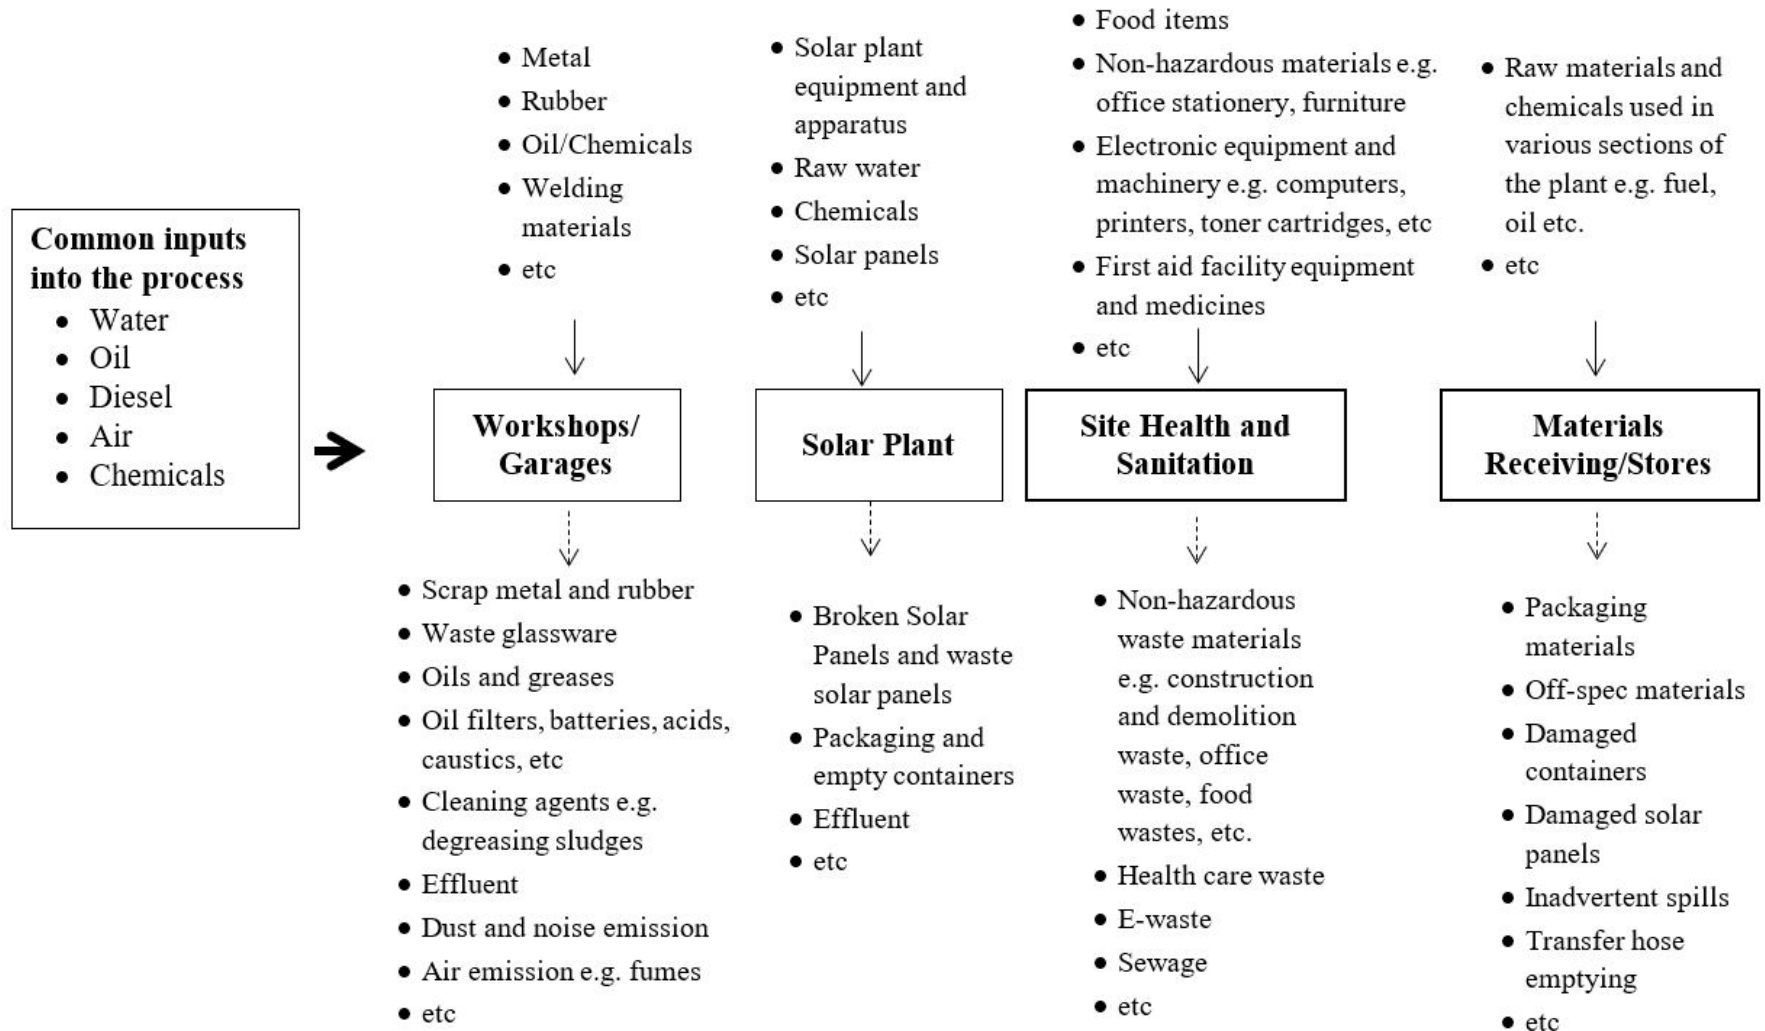 Common inputs
into the process
• Water
• Oil
• Diesel
• Air
• Chemicals
• Metal
• Rubber
• Oil/Chemicals
• Welding
materials
• etc
Workshops/
Garages
• Scrap metal and rubber
• Waste glassware
• Oils and greases
• Oil filters, batteries, acids,
caustics, etc
• Cleaning agents e.g.
degreasing sludges
• Effluent
• Dust and noise emission
• Air emission e.g. fumes
• etc
• Solar plant
equipment and
apparatus
• Raw water
• Chemicals
• Solar panels
• etc
Solar Plant
• Broken Solar
Panels and waste
solar panels
• Packaging and
empty containers
• Effluent
• etc
• Food items
• Non-hazardous materials e.g.
office stationery, furniture
• Electronic equipment and
machinery e.g. computers,
printers, toner cartridges, etc
• First aid facility equipment
and medicines
• etc
Site Health and
Sanitation
• Non-hazardous
waste materials
e.g. construction
and demolition
waste, office
waste, food
wastes, etc.
• Health care waste
• E-waste
• Sewage
• etc
• Raw materials and
chemicals used in
various sections of
the plant e.g. fuel,
oil etc.
• etc
Materials
Receiving/Stores
• Packaging
materials
• Off-spec materials
• Damaged
containers
• Damaged solar
panels
• Inadvertent spills
• Transfer hose
emptying
• etc